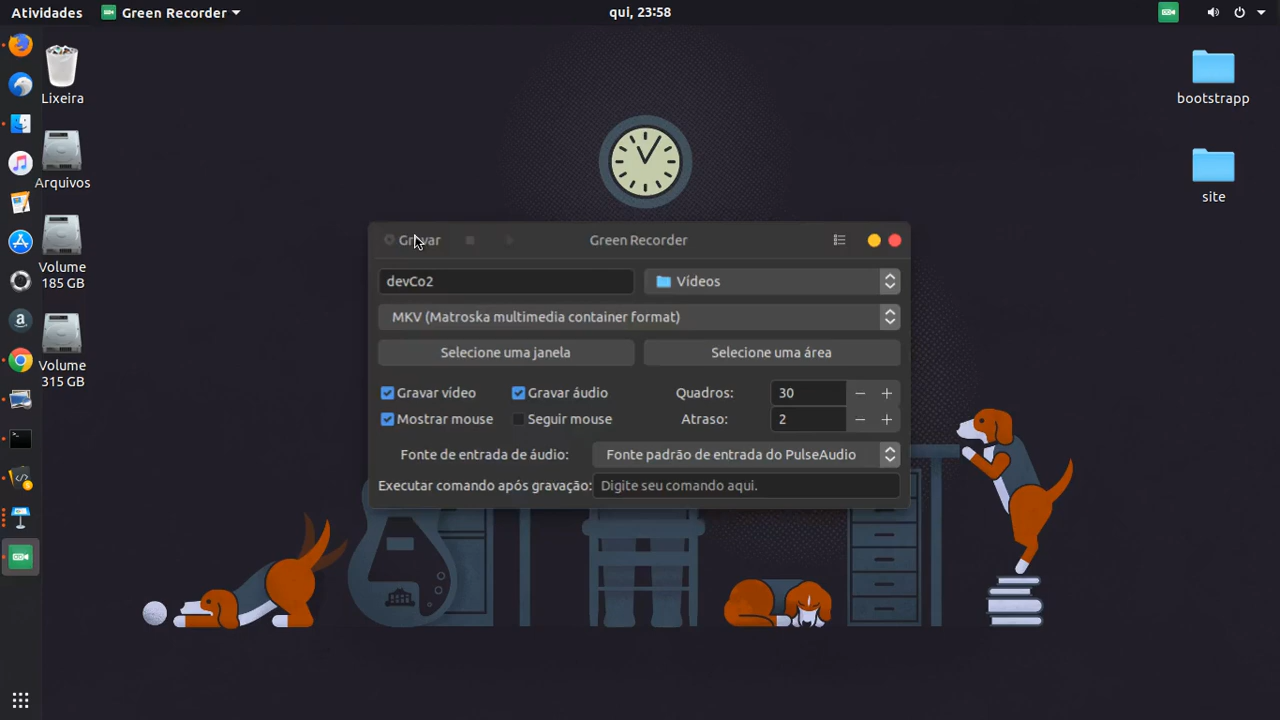 Atividades
Green Recorder
qui, 23:58
Lixeira
Arquivos
Volume
185 GB
Volume
315 GB
bootstrapp
site
Gravar
Green Recorder
devCo2
Vídeos
MKV (Matroska multimedia container format)
Selecione uma janela
Selecione uma área
Gravar vídeo
Gravar áudio
Quadros:
30
Mostrar mouse
Seguir mouse
Atraso:
2
Fonte de entrada de áudio:
Fonte padrão de entrada do PulseAudio
Executar comando após gravação:
Digite seu comando aqui.